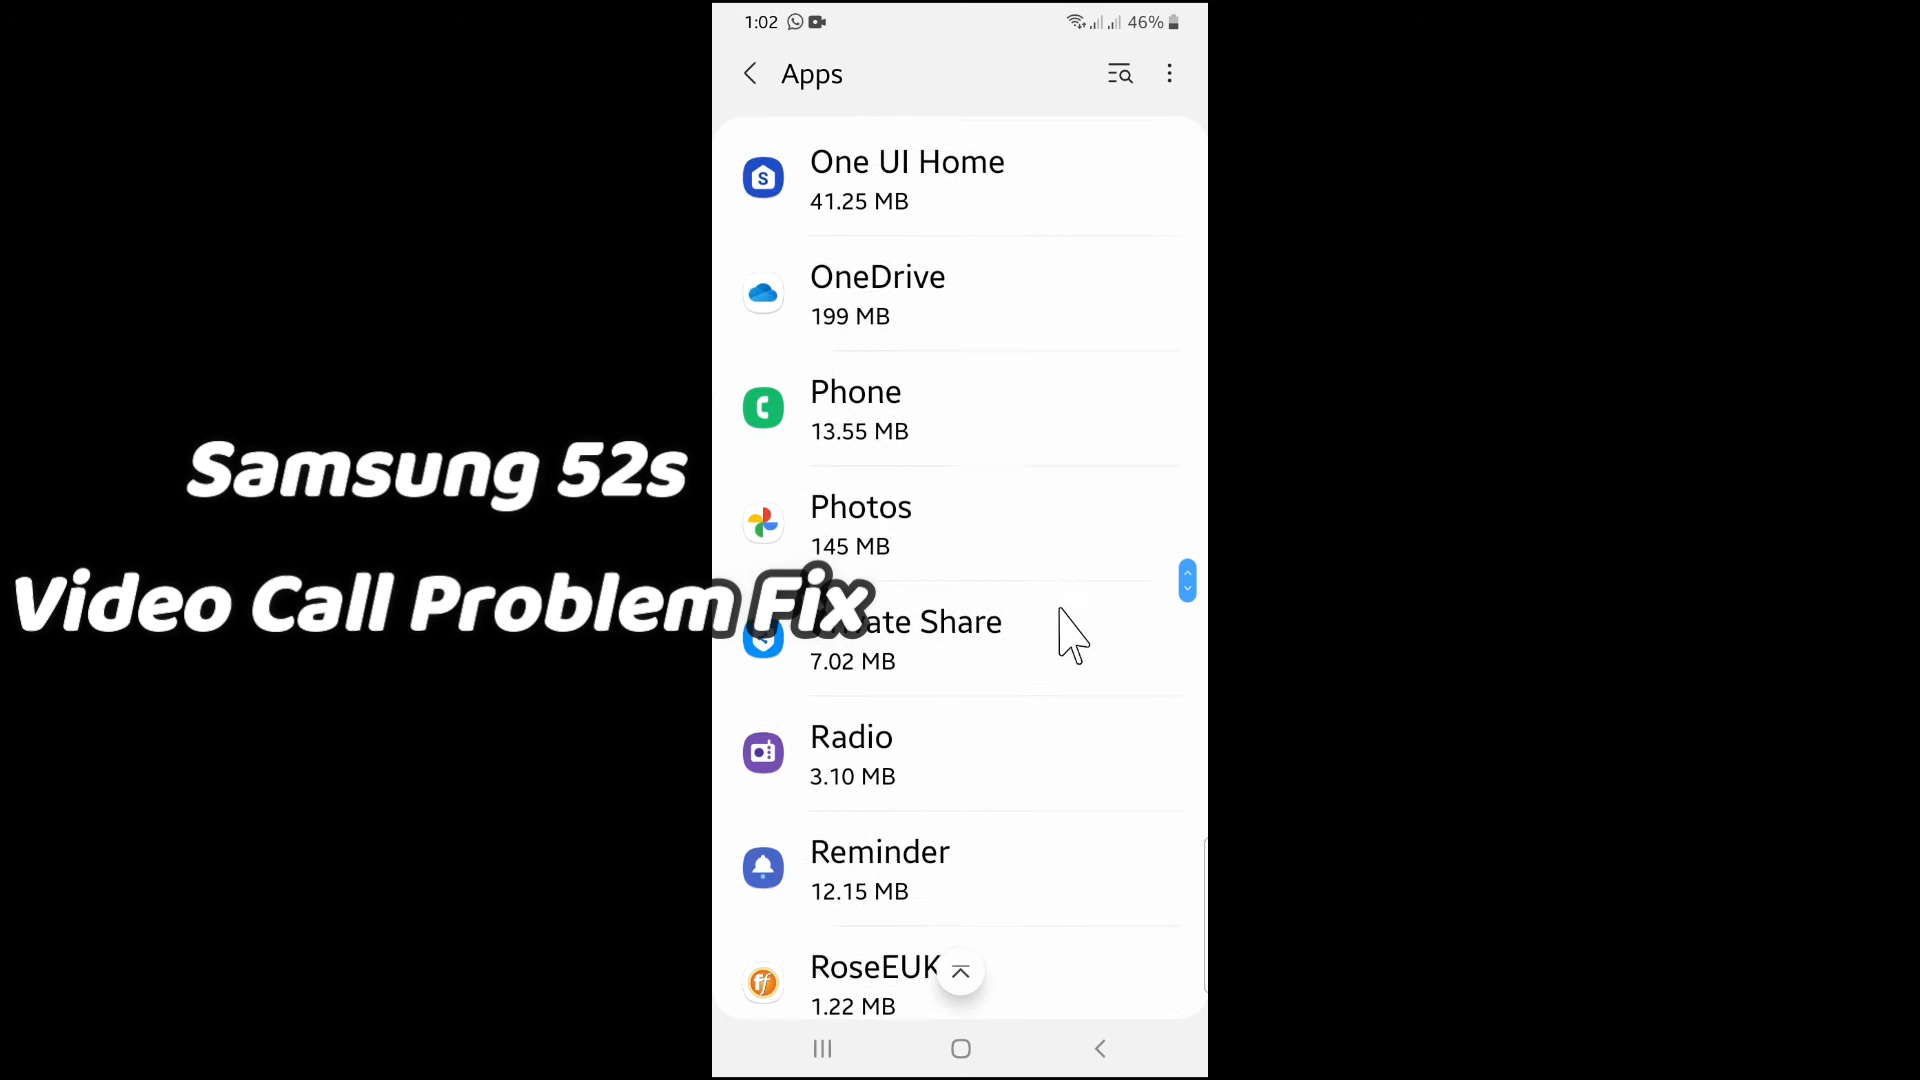 1:02
46%
Apps
One UI Home
41.25 MB
OneDrive
199 MB
Phone
13.55 MB
Photos
145 MB
Samsung 52s
Video Call Problem Fix
Share
7.02 MB
Radio
3.10 MB
Reminder
12.15 MB
RoseEUK
1.22 MB